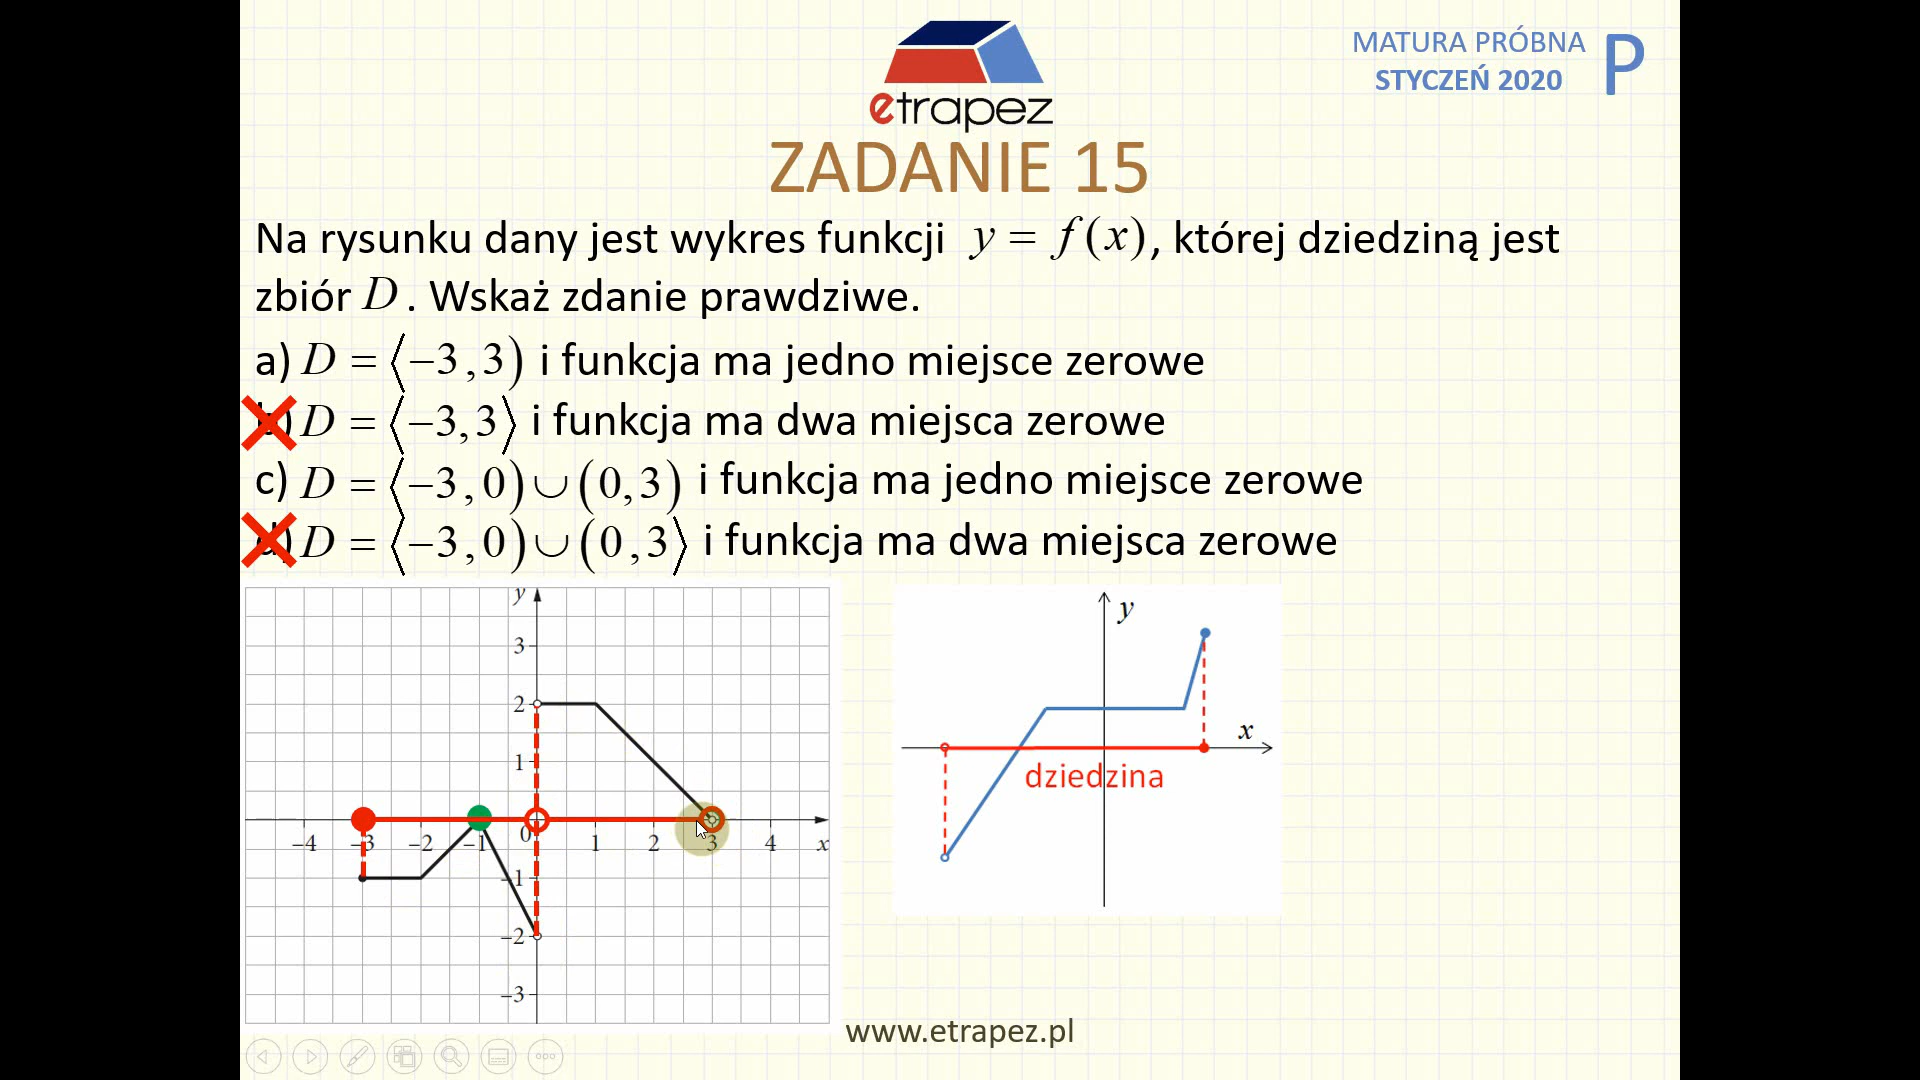 etrapez
MATURA PRÓBNA
STYCZEŃ 2020
P
ZADANIE 15
Na rysunku dany jest wykres funkcji y = f(x), której dziedziną jest
zbiór D. Wskaż zdanie prawdziwe.
a) D = ⟨−3,3) i funkcja ma jedno miejsce zerowe
b) D = ⟨−3,3⟩ i funkcja ma dwa miejsca zerowe
c) D = ⟨−3,0)∪(0,3) i funkcja ma jedno miejsce zerowe
d) D = ⟨−3,0)∪(0,3⟩ i funkcja ma dwa miejsca zerowe
y
3
2
1
0
−4 −3 −2 −1 1 2 3 4 x
−1
−2
−3
y
x
dziedzina
www.etrapez.pl